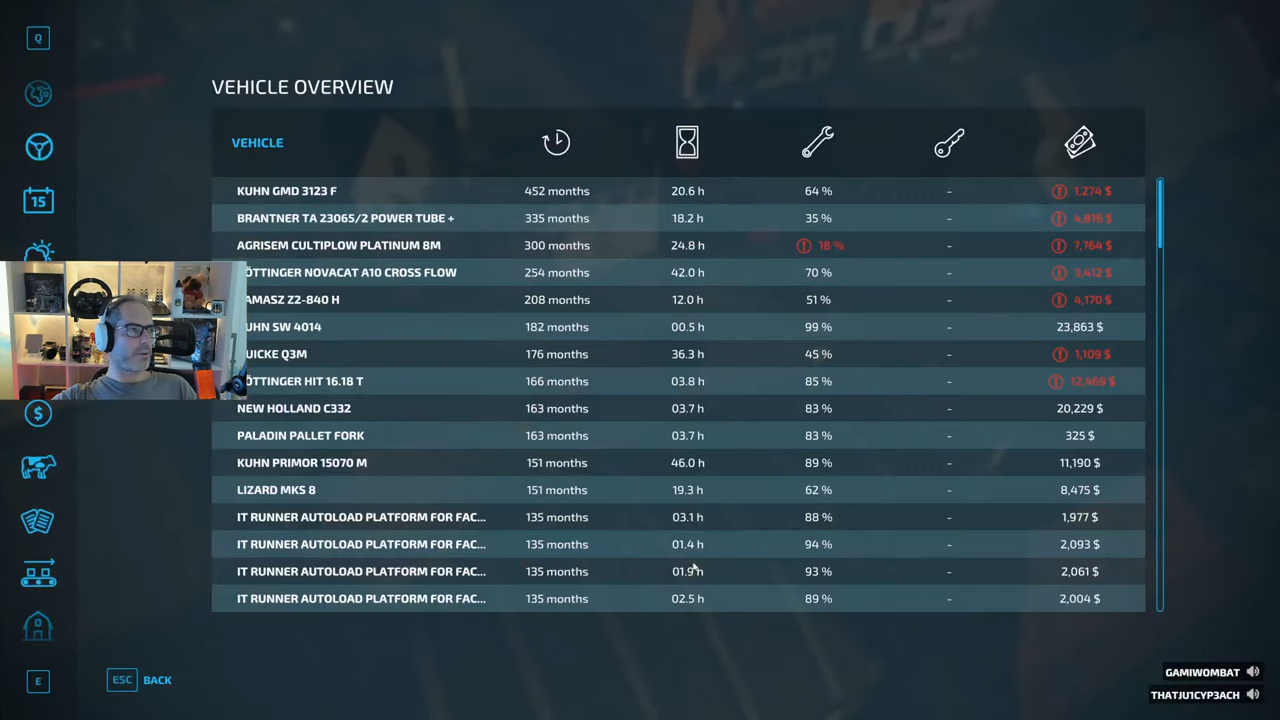 Q
VEHICLE OVERVIEW
VEHICLE
KUHN GMD 3123 F 452 months 20.6 h 64 % - 1,274 $
BRANTNER TA 23065/2 POWER TUBE + 335 months 18.2 h 35 % - 4,816 $
AGRISEM CULTIPLOW PLATINUM 8M 300 months 24.8 h 18 % - 7,764 $
15
ÖTTINGER NOVACAT A10 CROSS FLOW 254 months 42.0 h 70 % - 3,412 $
AMASZ Z2-840 H 208 months 12.0 h 51 % - 4,170 $
UHN SW 4014 182 months 00.5 h 99 % - 23,863 $
UICKE Q3M 176 months 36.3 h 45 % - 1,109 $
ÖTTINGER HIT 16.18 T 166 months 03.8 h 85 % - 12,469 $
NEW HOLLAND C332 163 months 03.7 h 83 % - 20,229 $
PALADIN PALLET FORK 163 months 03.7 h 83 % - 325 $
KUHN PRIMOR 15070 M 151 months 46.0 h 89 % - 11,190 $
LIZARD MKS 8 151 months 19.3 h 62 % - 8,475 $
IT RUNNER AUTOLOAD PLATFORM FOR FAC... 135 months 03.1 h 88 % - 1,977 $
IT RUNNER AUTOLOAD PLATFORM FOR FAC... 135 months 01.4 h 94 % - 2,093 $
IT RUNNER AUTOLOAD PLATFORM FOR FAC... 135 months 01.9 h 93 % - 2,061 $
IT RUNNER AUTOLOAD PLATFORM FOR FAC... 135 months 02.5 h 89 % - 2,004 $
E
ESC BACK
GAMIWOMBAT
THATJU1CYP3ACH